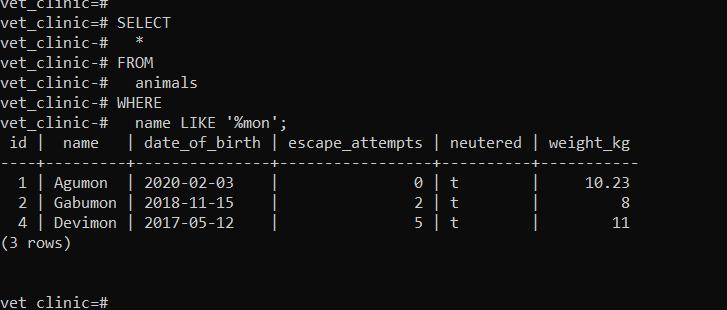 vet_clinic=#
vet_clinic=# SELECT
vet_clinic-#   *
vet_clinic-# FROM
vet_clinic-#   animals
vet_clinic-# WHERE
vet_clinic-#   name LIKE '%mon';
 id |  name   | date_of_birth | escape_attempts | neutered | weight_kg
----+---------+---------------+-----------------+----------+-----------
  1 | Agumon  | 2020-02-03    |               0 | t        |     10.23
  2 | Gabumon | 2018-11-15    |               2 | t        |         8
  4 | Devimon | 2017-05-12    |               5 | t        |        11
(3 rows)
vet_clinic=#